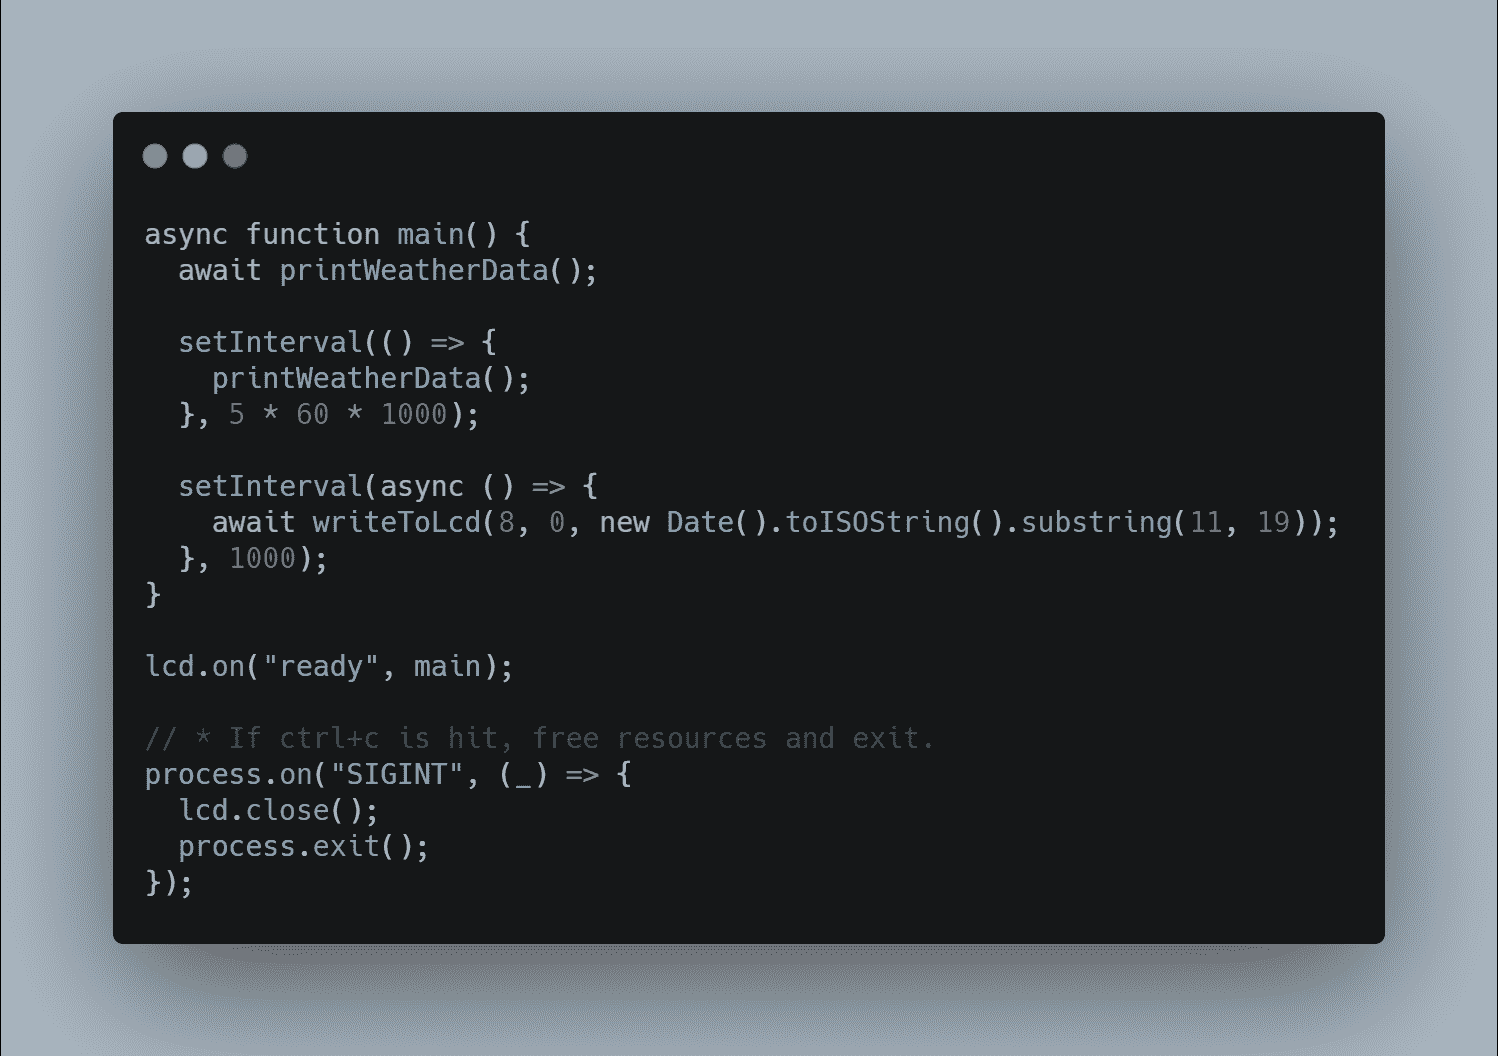 async function main() {
  await printWeatherData();

  setInterval(() => {
    printWeatherData();
  }, 5 * 60 * 1000);

  setInterval(async () => {
    await writeToLcd(8, 0, new Date().toISOString().substring(11, 19));
  }, 1000);
}

lcd.on("ready", main);

// * If ctrl+c is hit, free resources and exit.
process.on("SIGINT", (_) => {
  lcd.close();
  process.exit();
});